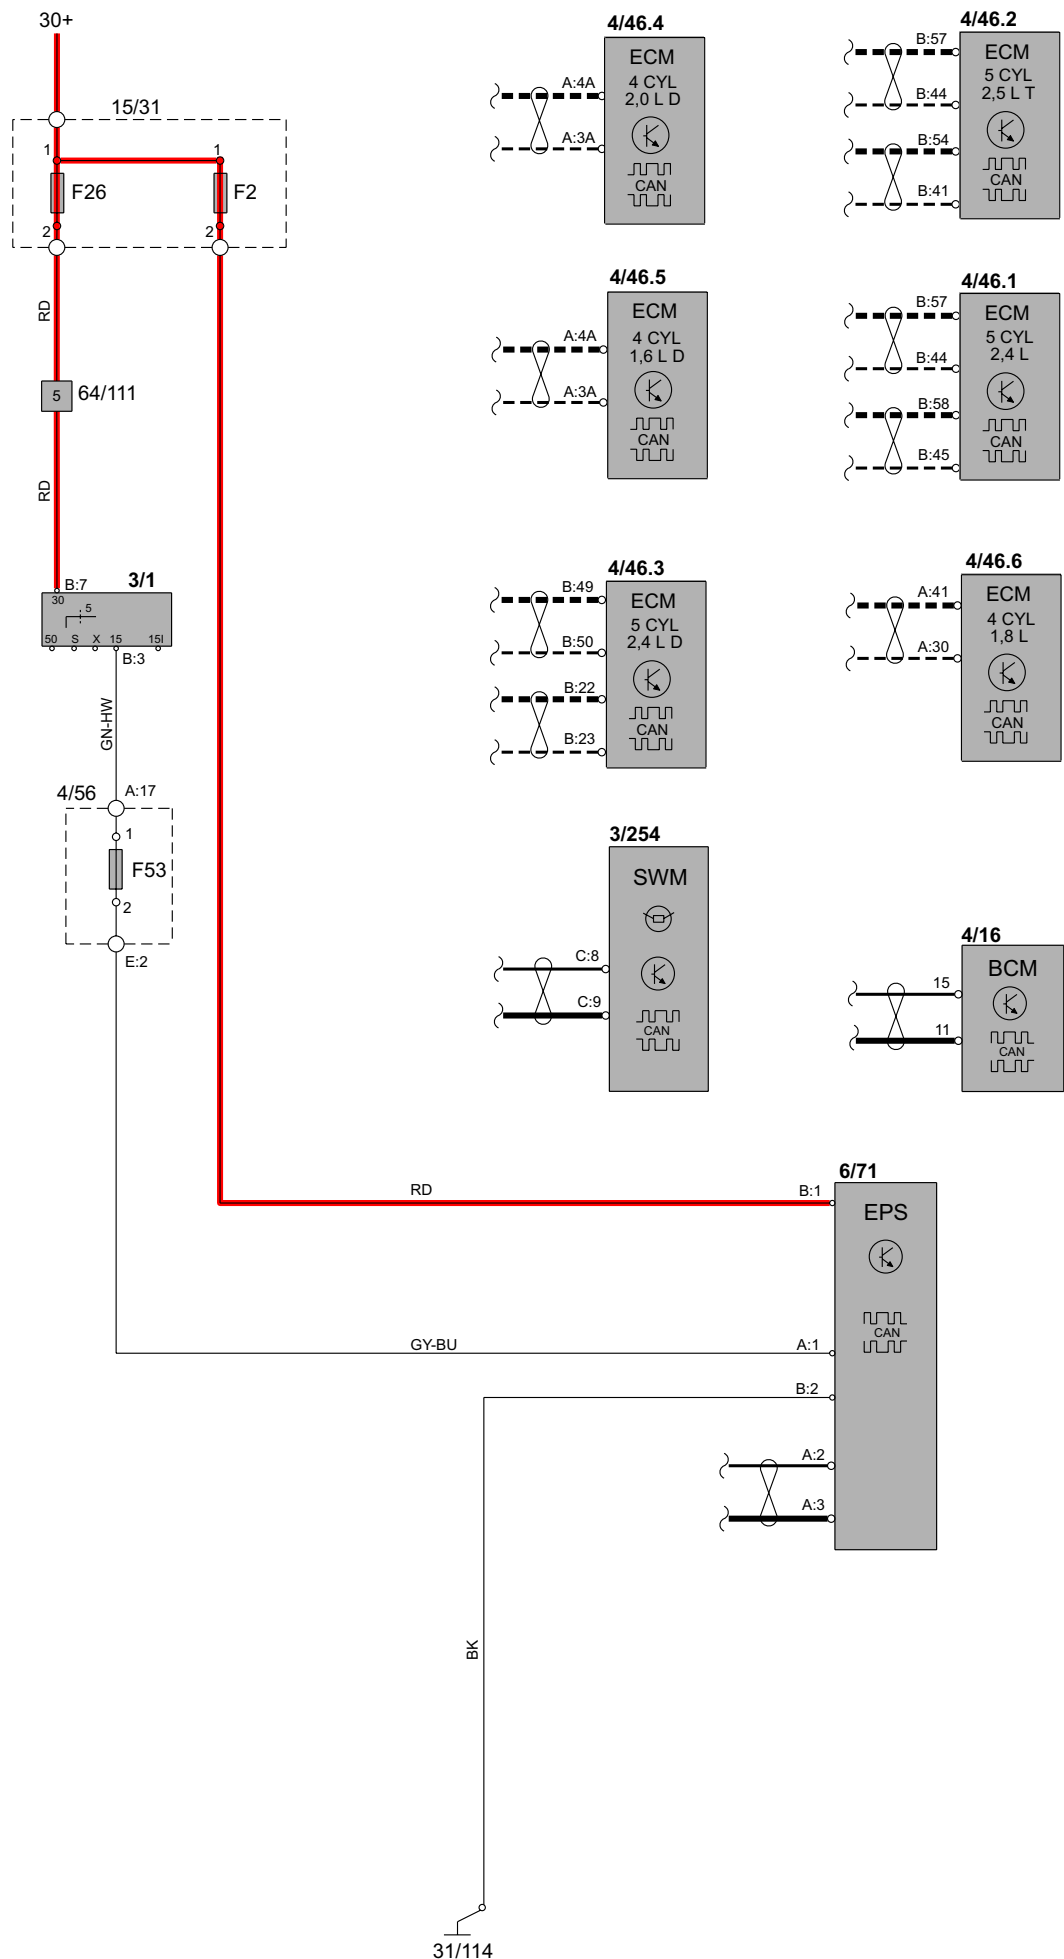 30+
15/31
1
1
F26
F2
2
2
RD
5
64/111
RD
B:7
3/1
30
5
50
S
X
15
15I
B:3
GN-HW
4/56
A:17
1
F53
2
E:2
4/46.4
ECM
4 CYL
2,0 L D
CAN
A:4A
A:3A
4/46.2
ECM
5 CYL
2,5 L T
CAN
B:57
B:44
B:54
B:41
4/46.5
ECM
4 CYL
1,6 L D
CAN
A:4A
A:3A
4/46.1
ECM
5 CYL
2,4 L
CAN
B:57
B:44
B:58
B:45
4/46.3
ECM
5 CYL
2,4 L D
CAN
B:49
B:50
B:22
B:23
4/46.6
ECM
4 CYL
1,8 L
CAN
A:41
A:30
3/254
SWM
CAN
C:8
C:9
4/16
BCM
CAN
15
11
6/71
EPS
CAN
RD
B:1
GY-BU
A:1
B:2
A:2
A:3
BK
31/114